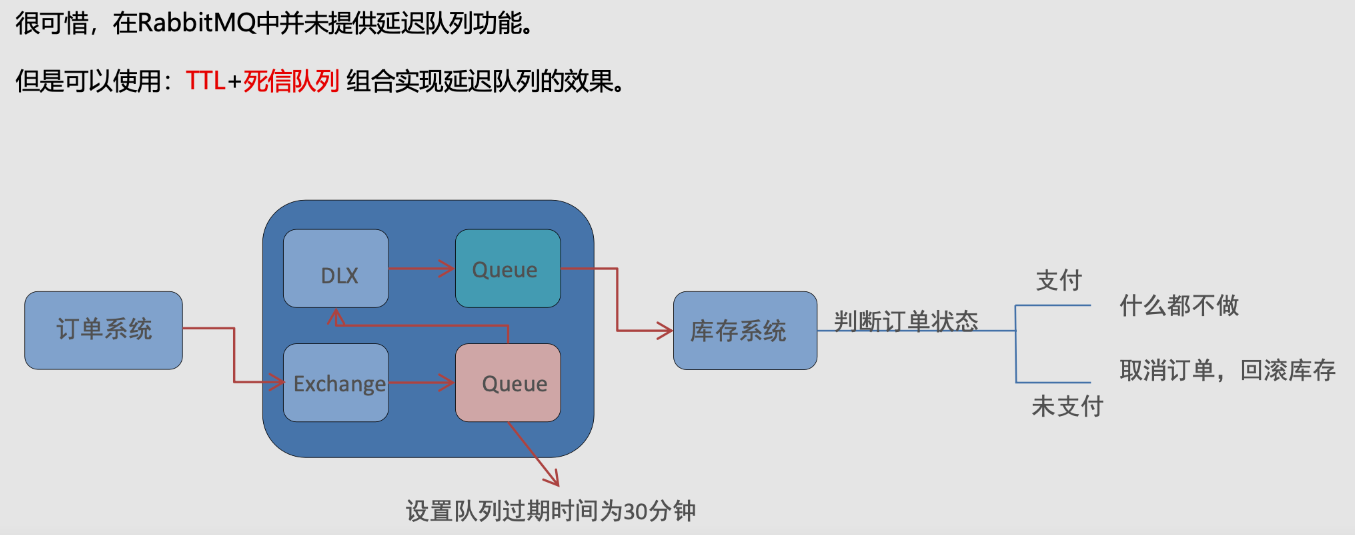 很可惜，在RabbitMQ中并未提供延迟队列功能。
但是可以使用：TTL+死信队列 组合实现延迟队列的效果。
DLX
Queue
订单系统
Exchange
Queue
库存系统
判断订单状态
支付
什么都不做
取消订单，回滚库存
未支付
设置队列过期时间为30分钟